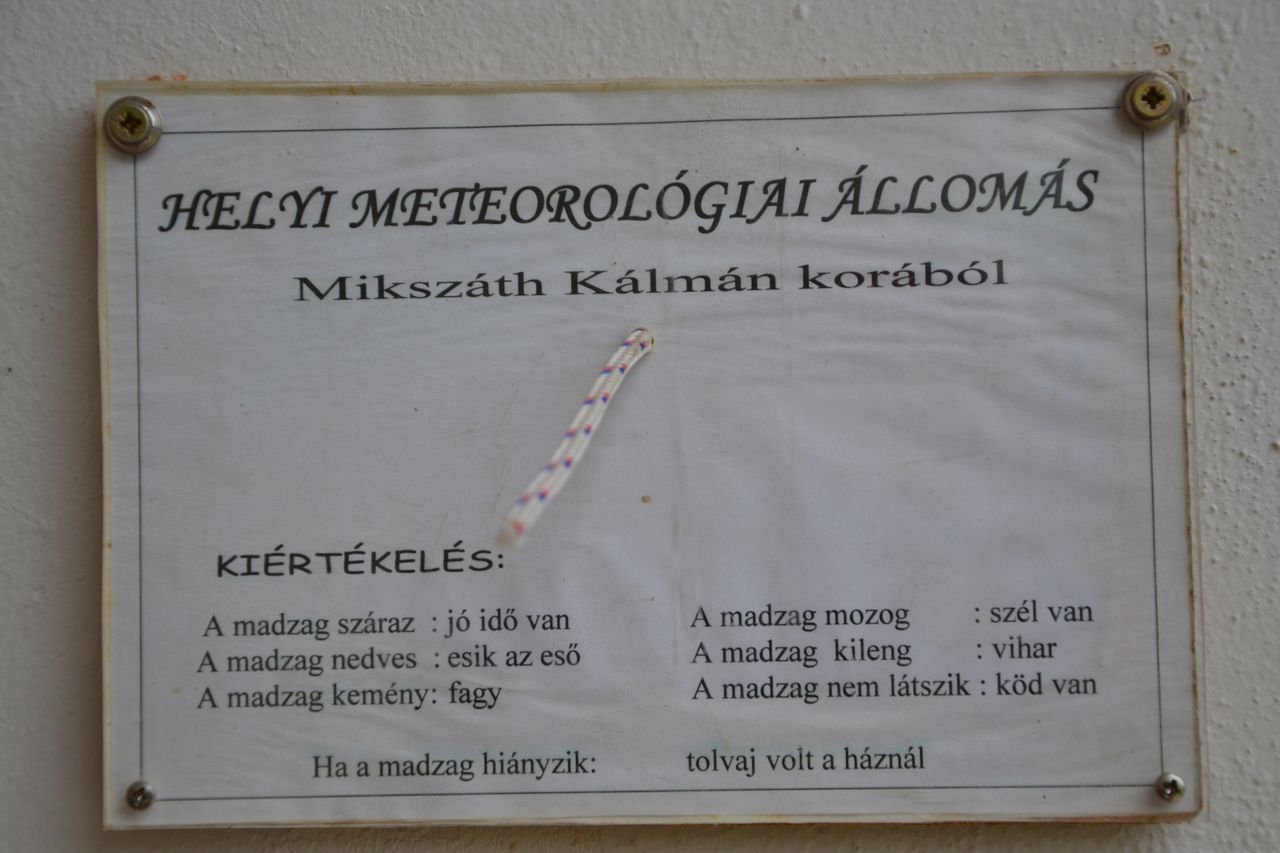 HELYI METEOROLÓGIAI ÁLLOMÁS
Mikszáth Kálmán korából
KIÉRTÉKELÉS:
A madzag száraz : jó idő van
A madzag nedves : esik az eső
A madzag kemény: fagy
A madzag mozog : szél van
A madzag kileng : vihar
A madzag nem látszik : köd van
Ha a madzag hiányzik: tolvaj volt a háznál